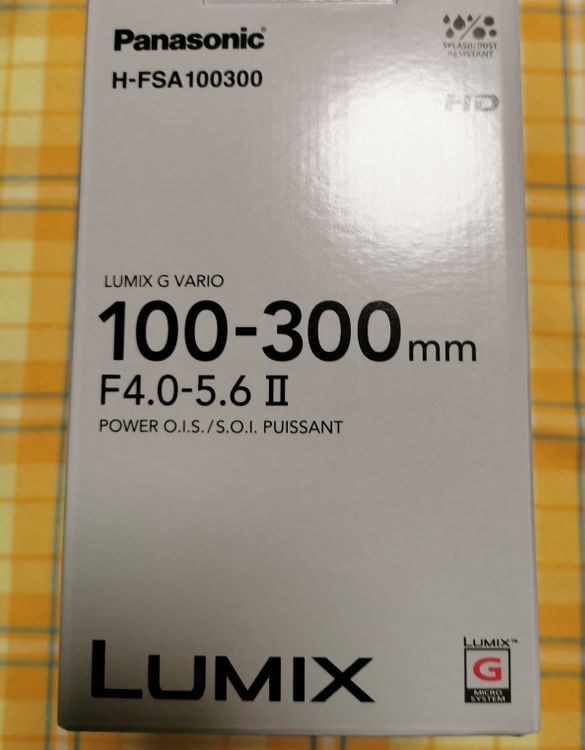 Panasonic
SPLASH/DUST
RESISTANT
H-FSA100300
HD
LUMIX G VARIO
100-300mm
F4.0-5.6 II
POWER O.I.S./S.O.I. PUISSANT
LUMIX
LUMIX™
G
MICRO
SYSTEM